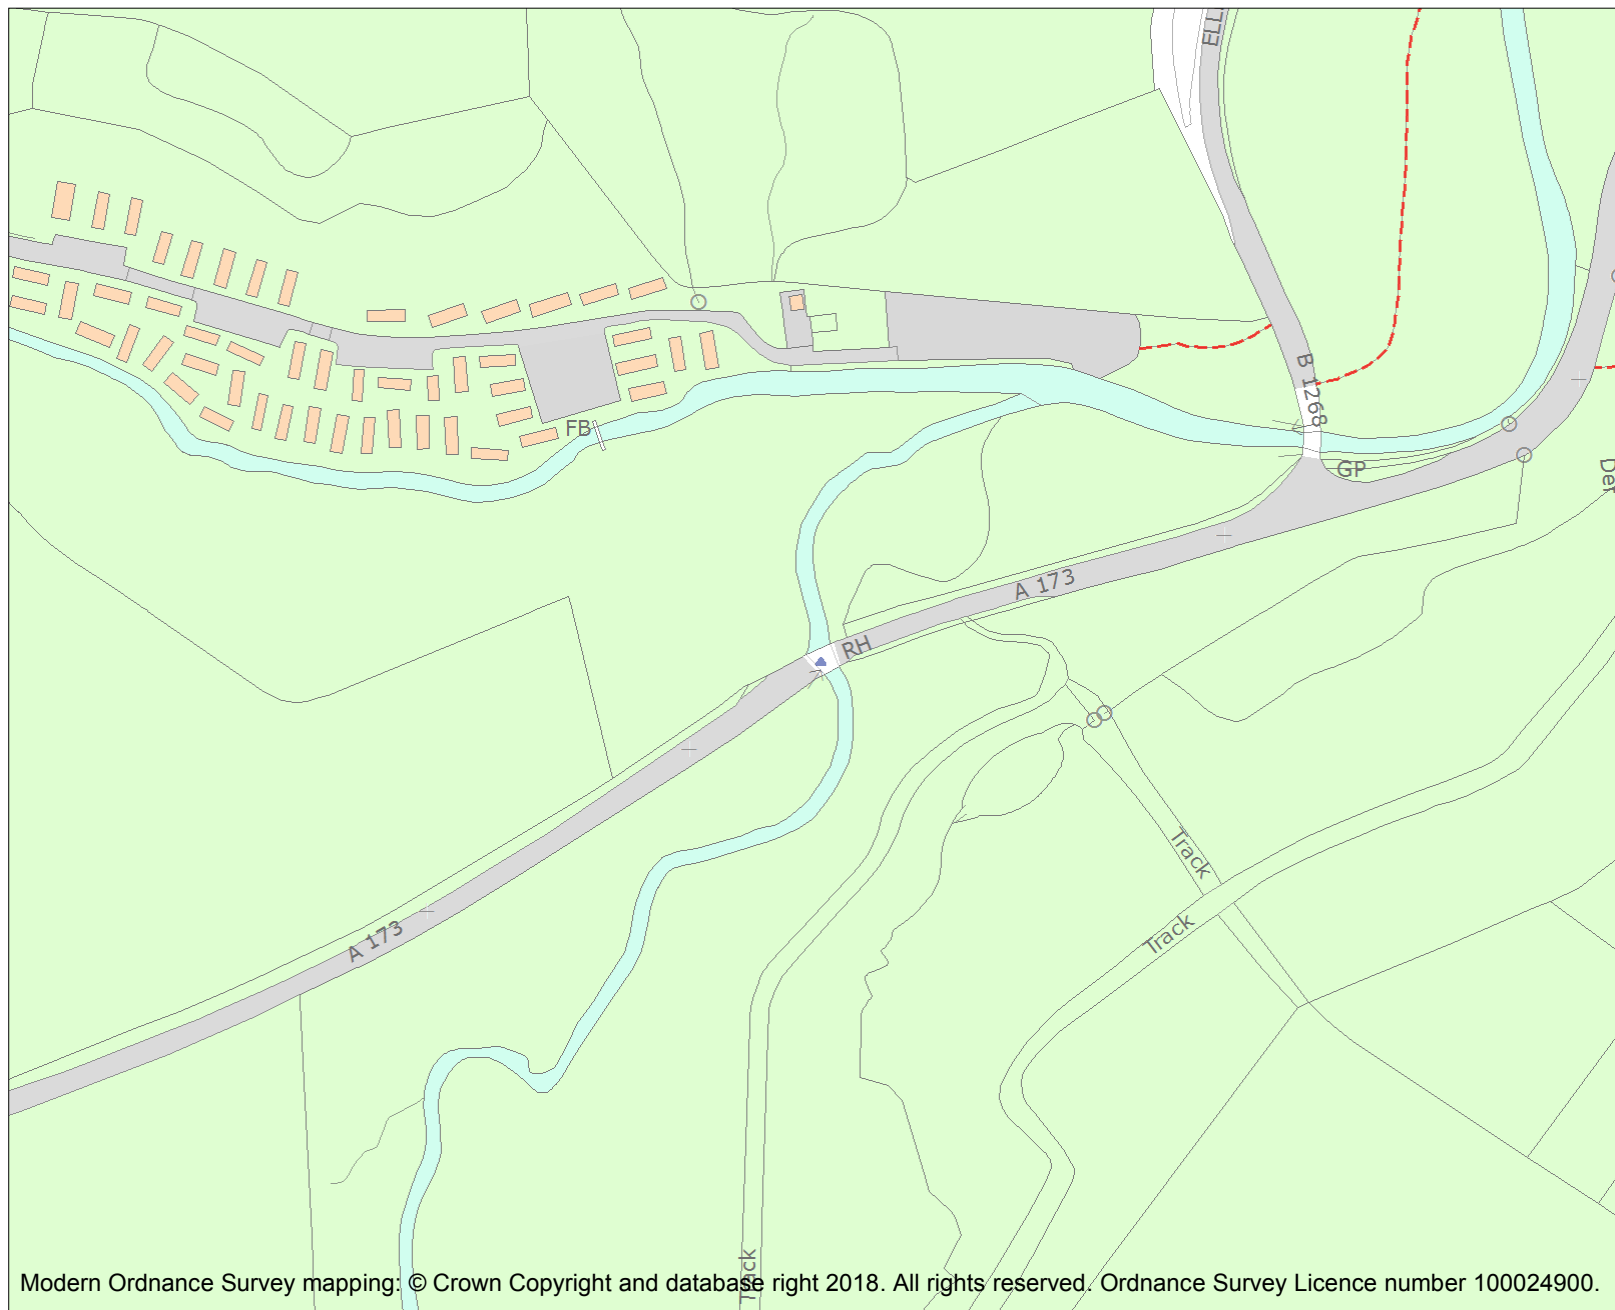 ELL
B 1268
FB
GP
Der
A 173
RH
Track
A 173
Track
Track
Modern Ordnance Survey mapping: © Crown Copyright and database right 2018. All rights reserved. Ordnance Survey Licence number 100024900.